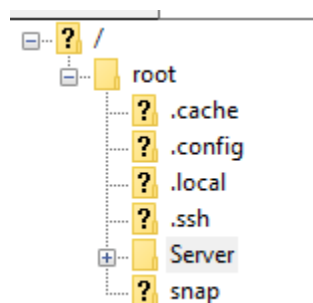 /
root
.cache
.config
.local
.ssh
Server
snap